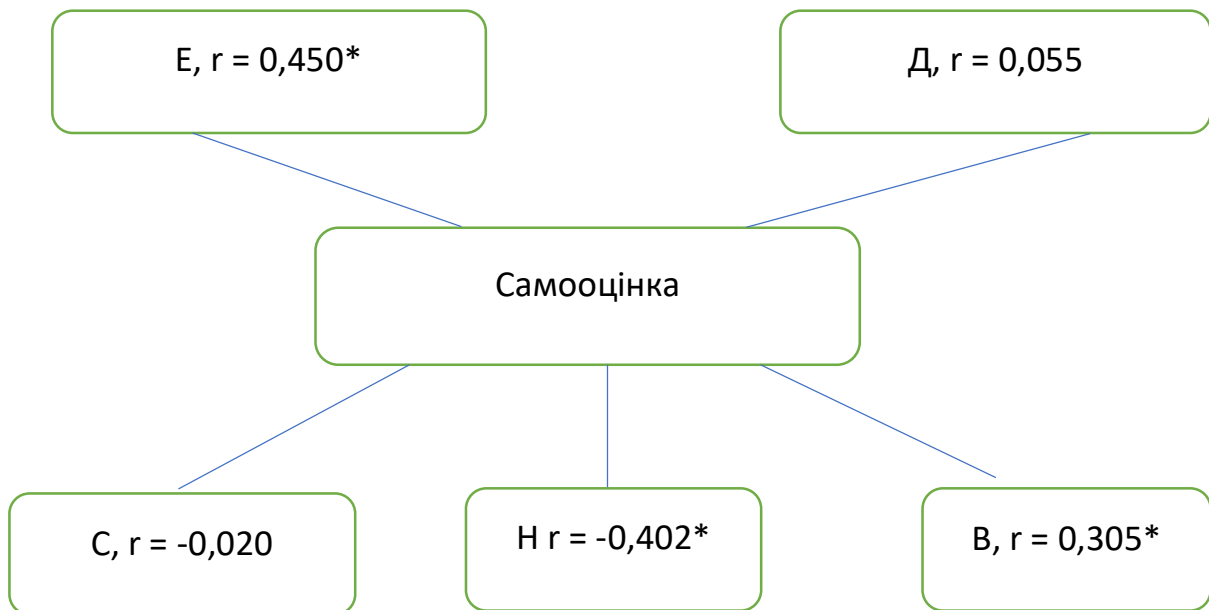 Е, r = 0,450*
Д, r = 0,055
Самооцінка
С, r = -0,020
Н r = -0,402*
В, r = 0,305*